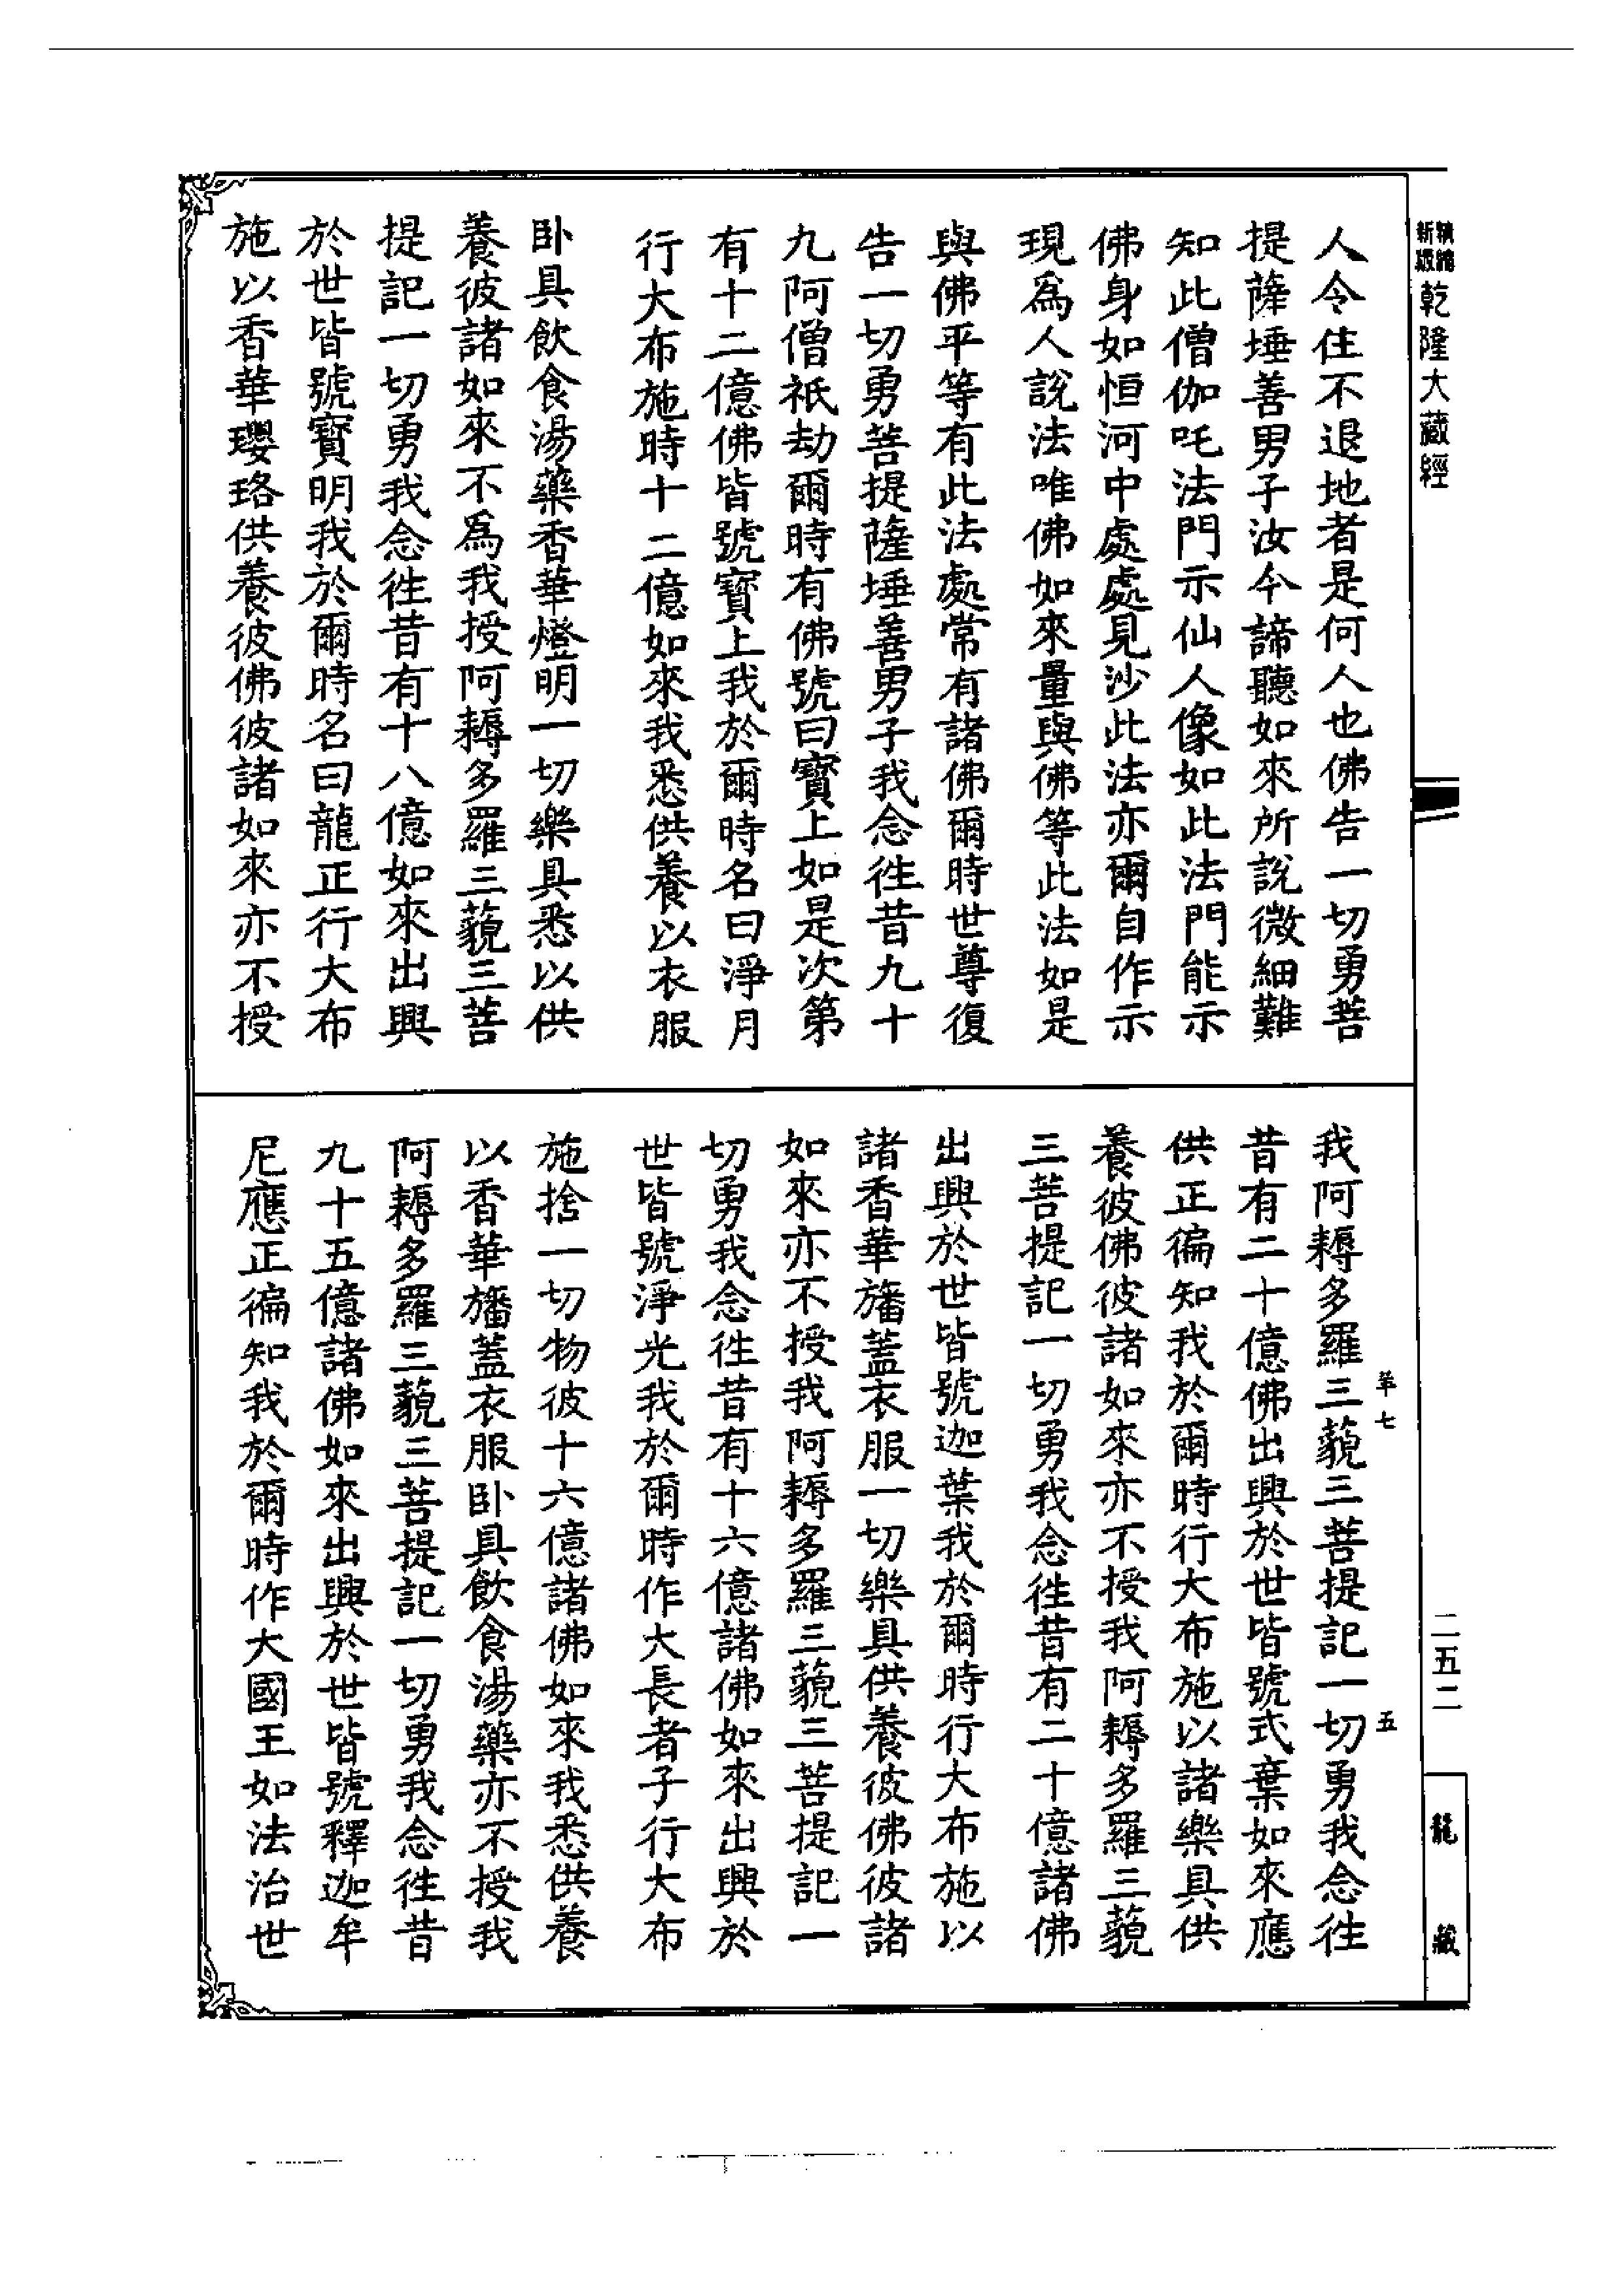 新編縮版乾隆大藏經
人令住不退地者是何人也佛告一切勇菩
提薩埵善男子汝今諦聽如來所說微細難
知此僧伽吒法門示仙人像如此法門能示
佛身如恒河中處處見沙此法亦爾自作示
現為人說法唯佛如來量與佛等此法如是
與佛平等有此法處常有諸佛爾時世尊復
告一切勇菩提薩埵善男子我念徃昔九十
九阿僧祇劫爾時有佛號曰寶上如是次第
有十二億佛皆號寶上我於爾時名曰淨月
行大布施時十二億如來我悉供養以衣服
卧具飲食湯藥香華燈明一切樂具悉以供
養彼諸如來不為我授阿耨多羅三藐三菩
提記一切勇我念徃昔有十八億如來出興
於世皆號寶明我於爾時名曰龍正行大布
施以香華瓔珞供養彼佛彼諸如來亦不授
我阿耨多羅三藐三菩提記一切勇我念徃
昔有二十億佛出興於世皆號式棄如來應
供正徧知我於爾時行大布施以諸樂具供
養彼佛彼諸如來亦不授我阿耨多羅三藐
三菩提記一切勇我念徃昔有二十億諸佛
出興於世皆號迦葉我於爾時行大布施以
諸香華旛蓋衣服一切樂具供養彼佛彼諸
如來亦不授我阿耨多羅三藐三菩提記一
切勇我念徃昔有十六億諸佛如來出興於
世皆號淨光我於爾時作大長者子行大布
施捨一切物彼十六億諸佛如來我悉供養
以香華旛蓋衣服卧具飲食湯藥亦不授我
阿耨多羅三藐三菩提記一切勇我念徃昔
九十五億諸佛如來出興於世皆號釋迦牟
尼應正徧知我於爾時作大國王如法治世
七
五
二五二
龍藏